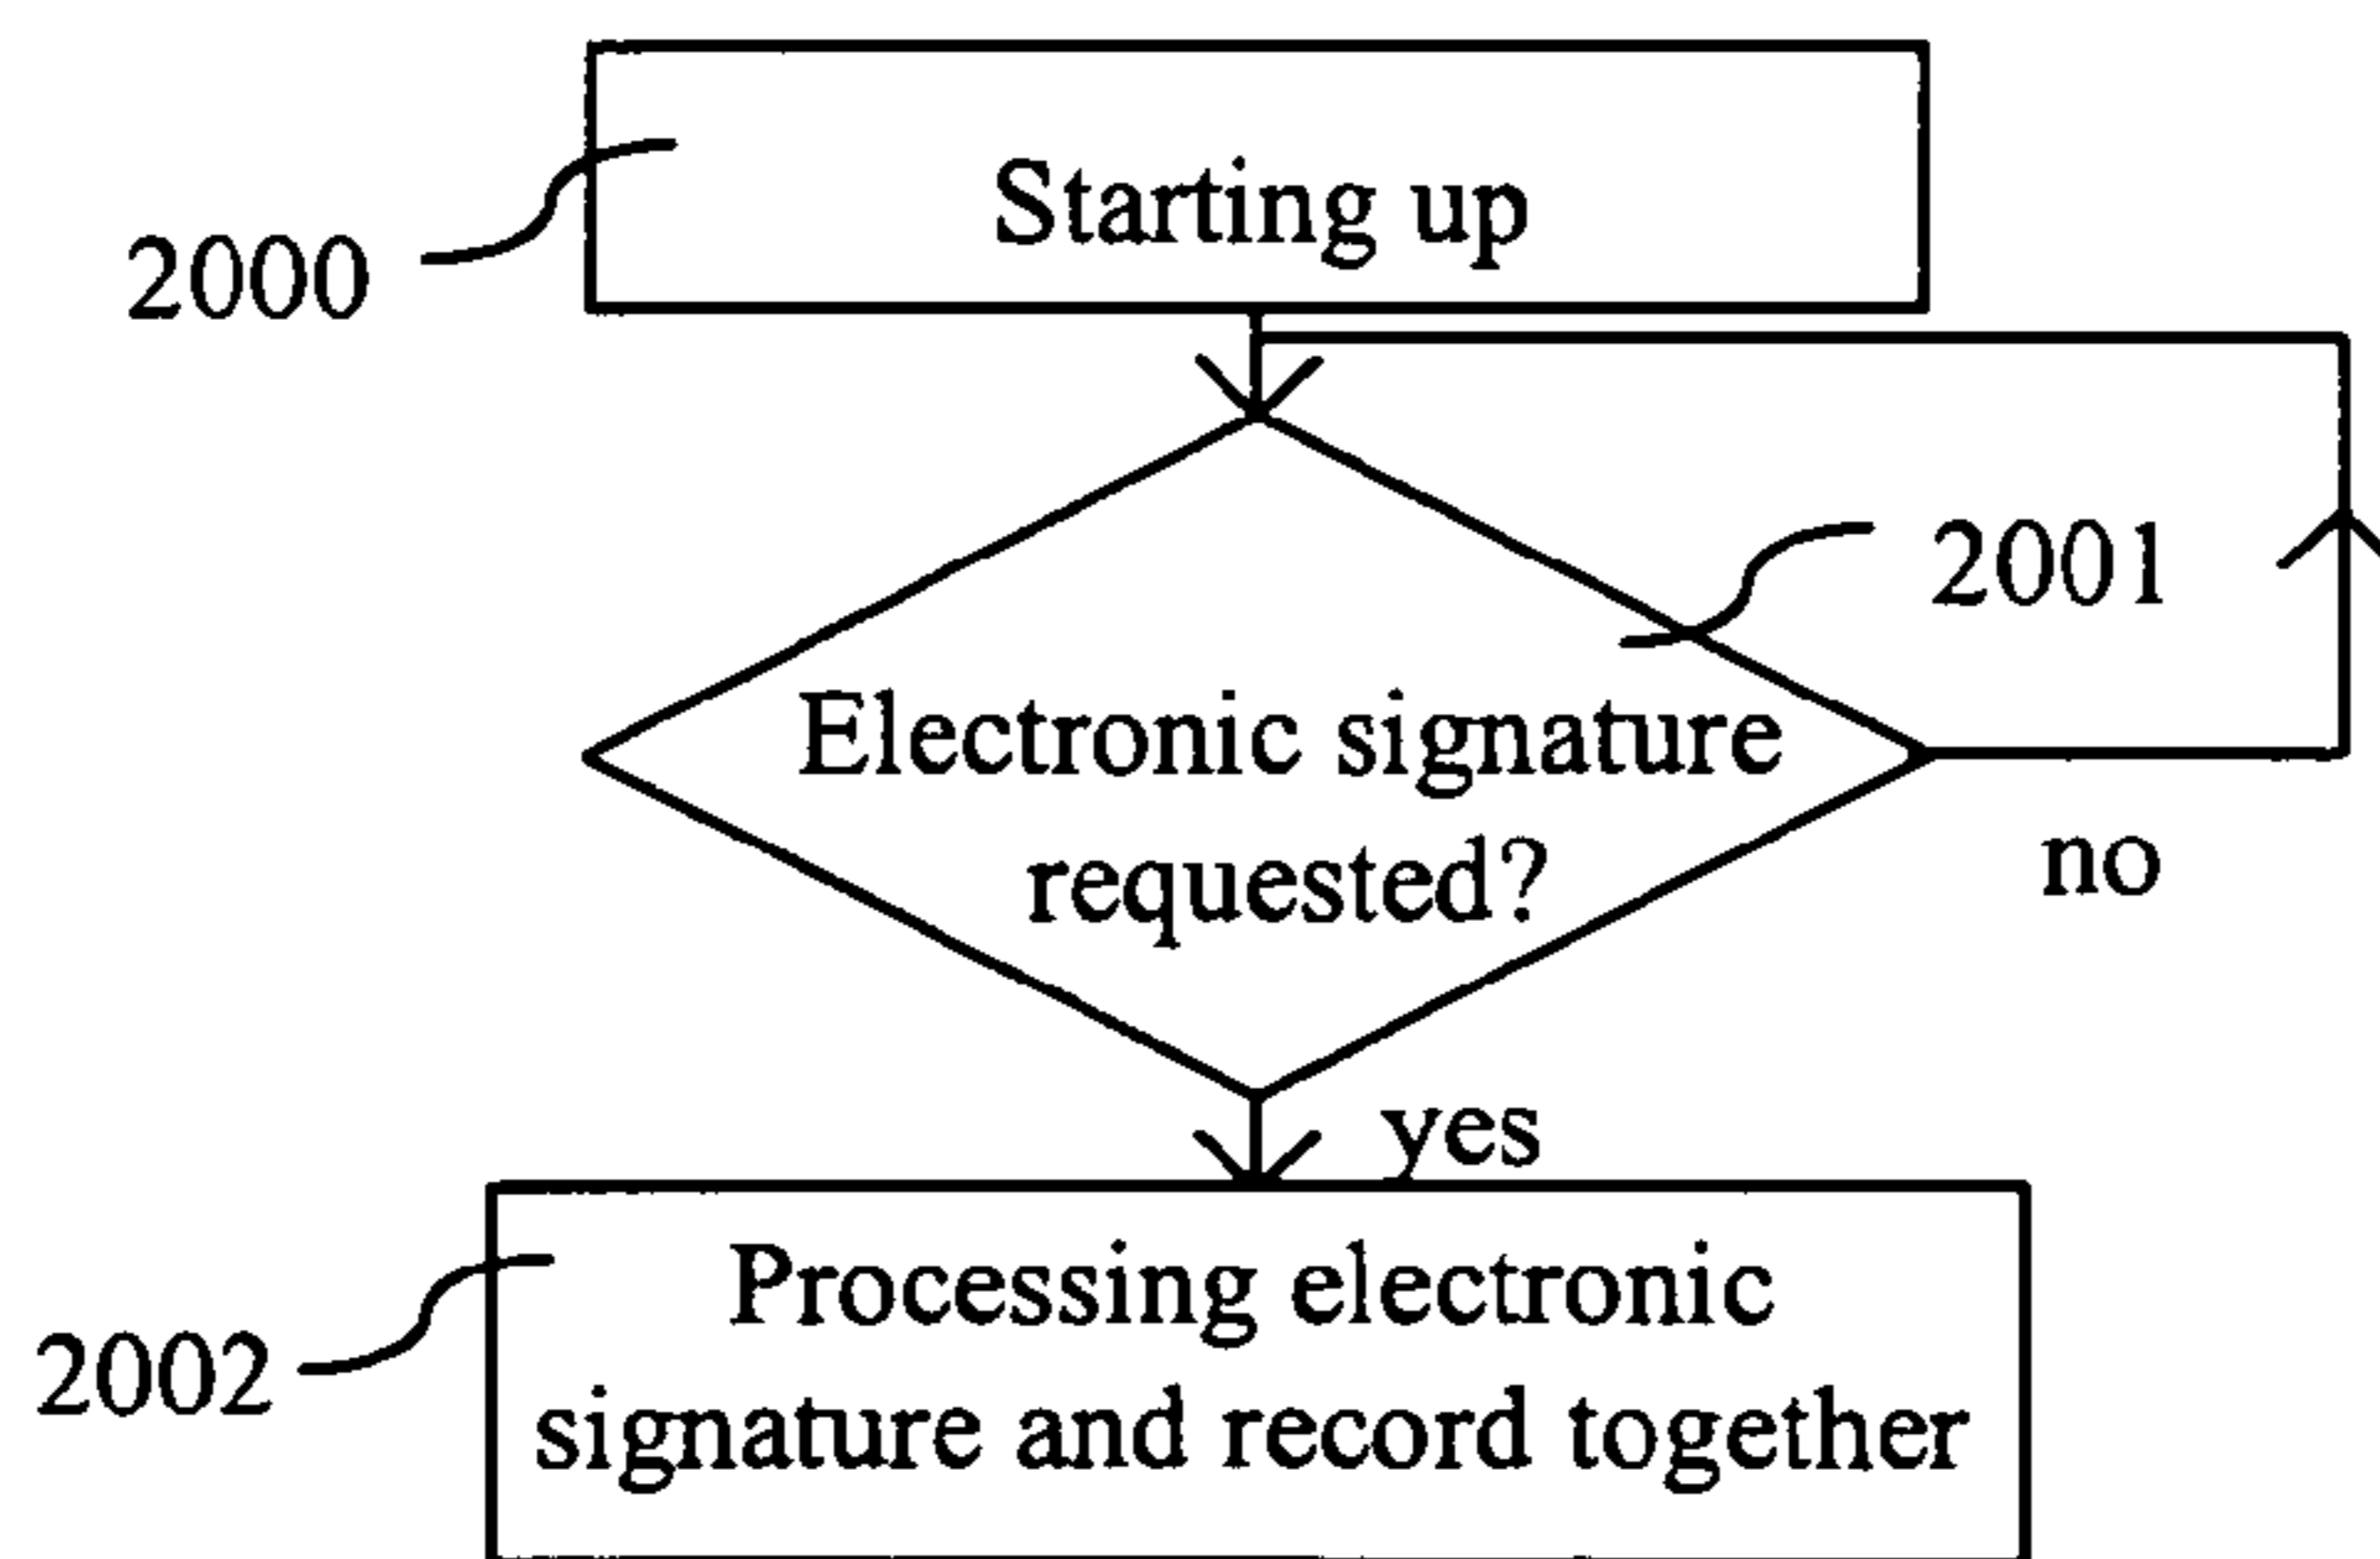 Starting up
2000
2001
Electronic signature
requested?
no
yes
Processing electronic
signature and record together
2002